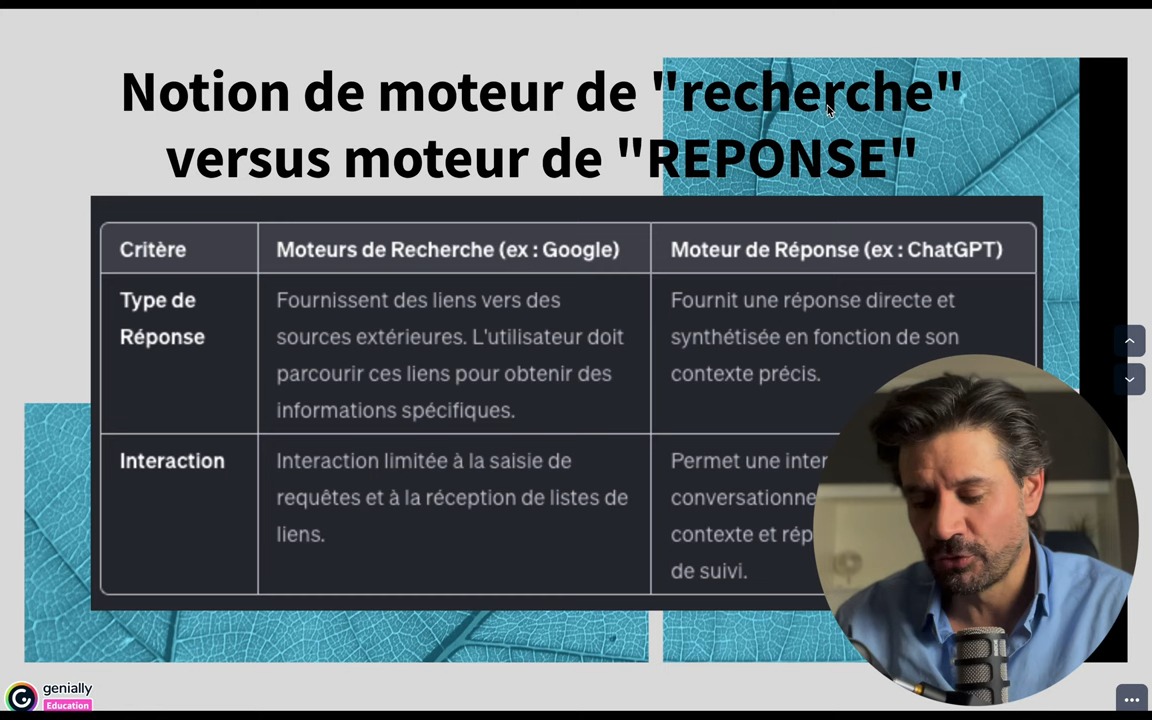 Notion de moteur de "recherche"
versus moteur de "REPONSE"
Critère
Moteurs de Recherche (ex : Google)
Moteur de Réponse (ex : ChatGPT)
Type de
Réponse
Fournissent des liens vers des
sources extérieures. L'utilisateur doit
parcourir ces liens pour obtenir des
informations spécifiques.
Fournit une réponse directe et
synthétisée en fonction de son
contexte précis.
Interaction
Interaction limitée à la saisie de
requêtes et à la réception de listes de
liens.
Permet une
contexte et
de suivi.
genially
Education